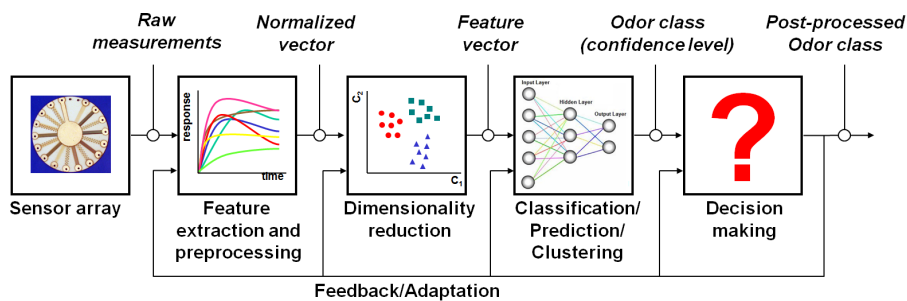 Raw
measurements
Normalized
vector
Feature
vector
Odor class
(confidence level)
Post-processed
Odor class
response
time
C2
C1
Input Layer
Hidden Layer
Output Layer
?
Sensor array
Feature
extraction and
preprocessing
Dimensionality
reduction
Classification/
Prediction/
Clustering
Decision
making
Feedback/Adaptation